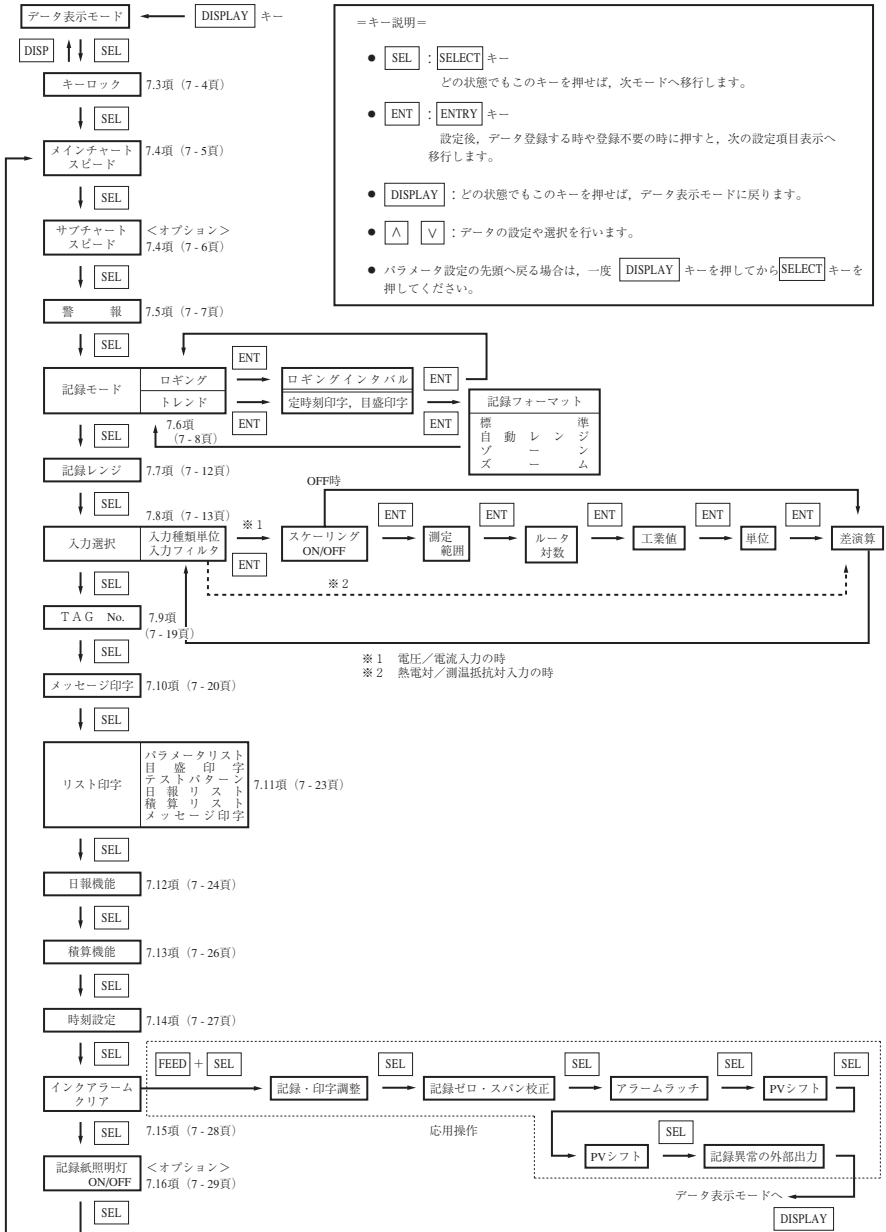 データ表示モード
DISPLAY キー
DISP
SEL
キーロック
7.3項（7 - 4頁）
SEL
メインチャート
スピード
7.4項（7 - 5頁）
SEL
サブチャート
スピード
＜オプション＞
7.4項（7 - 6頁）
SEL
警　　報
7.5項（7 - 7頁）
SEL
＝キー説明＝
● SEL ：SELECT キー
どの状態でもこのキーを押せば，次モードへ移行します。
● ENT ：ENTRY キー
設定後，データ登録する時や登録不要の時に押すと，次の設定項目表示へ
移行します。
● DISPLAY ：どの状態でもこのキーを押せば，データ表示モードに戻ります。
● ∧ ∨ ：データの設定や選択を行います。
● パラメータ設定の先頭へ戻る場合は，一度 DISPLAY キーを押してから SELECT キーを
押してください。
記録モード
ロギング
トレンド
ENT
ENT
ロギングインタバル
定時刻印字，目盛印字
ENT
ENT
記録フォーマット
標準
自動レンジ
ゾーン
ズーム
7.6項
（7 - 8頁）
SEL
記録レンジ
7.7項（7 - 12頁）
SEL
7.8項（7 - 13頁）
入力選択
入力種類単位
入力フィルタ
※１
ENT
OFF時
スケーリング
ON/OFF
ENT
測定
範囲
ENT
ルータ
対数
ENT
工業値
ENT
単位
ENT
差演算
※２
SEL
TAG　No.
7.9項
（7 - 19頁）
※１　電圧／電流入力の時
※２　熱電対／測温抵抗対入力の時
SEL
メッセージ印字
7.10項（7 - 20頁）
SEL
リスト印字
パラメータリスト
目盛印字
テストパターン
日報リスト
積算リスト
メッセージ印字
7.11項（7 - 23頁）
SEL
日報機能
7.12項（7 - 24頁）
SEL
積算機能
7.13項（7 - 26頁）
SEL
時刻設定
7.14項（7 - 27頁）
SEL
インクアラーム
クリア
FEED + SEL
記録・印字調整
SEL
記録ゼロ・スパン校正
SEL
アラームラッチ
SEL
PVシフト
SEL
SEL
7.15項（7 - 28頁）
応用操作
PVシフト
SEL
記録異常の外部出力
記録紙照明灯
ON/OFF
＜オプション＞
7.16項（7 - 29頁）
データ表示モードへ
DISPLAY
SEL